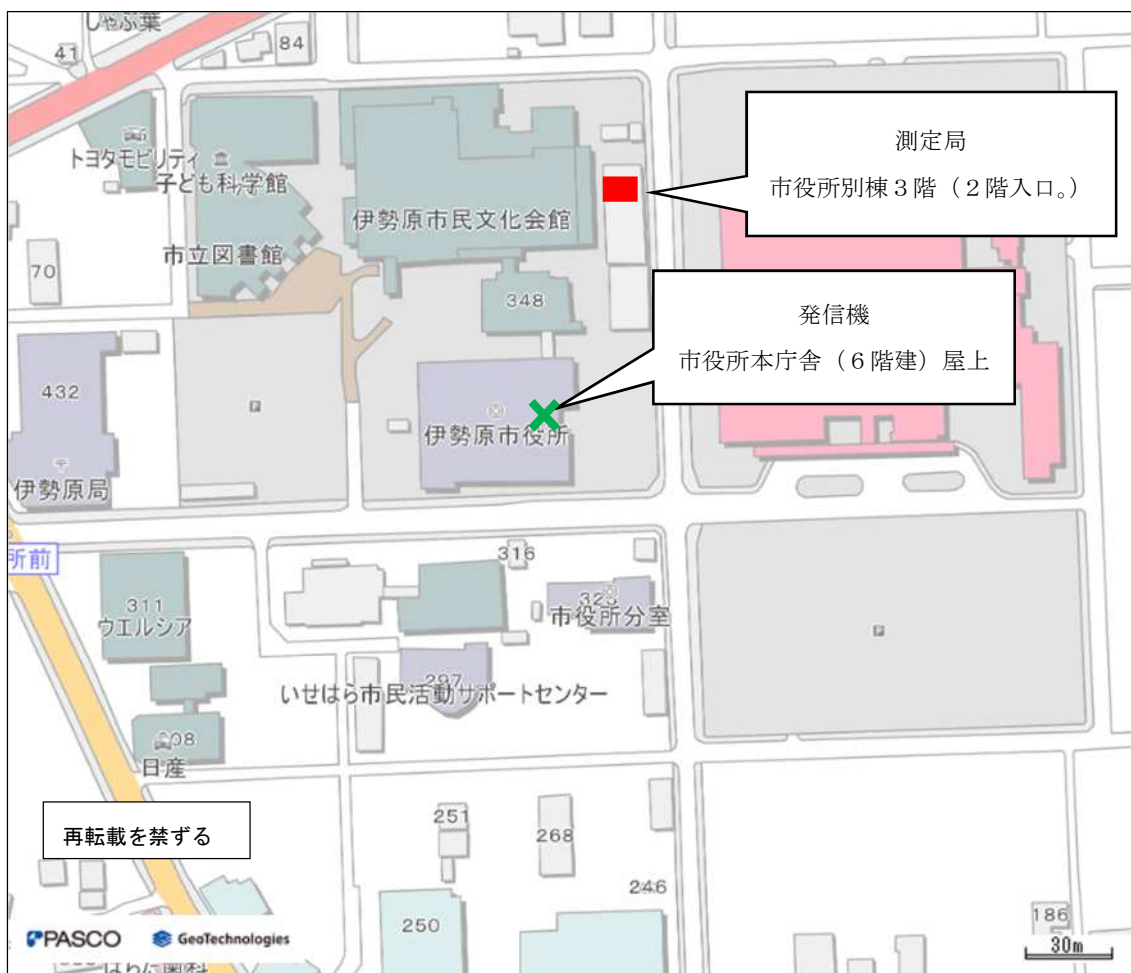 しゃぶ葉
41
84
測定局
市役所別棟３階（２階入口。）
トヨタモビリティ
子ども科学館
伊勢原市民文化会館
市立図書館
70
348
発信機
市役所本庁舎（６階建）屋上
432
伊勢原市役所
伊勢原局
所前
316
311
ウエルシア
323
市役所分室
297
いせはら市民活動サポートセンター
日産
再転載を禁ずる
251
268
246
250
186
30m
PASCO
GeoTechnologies